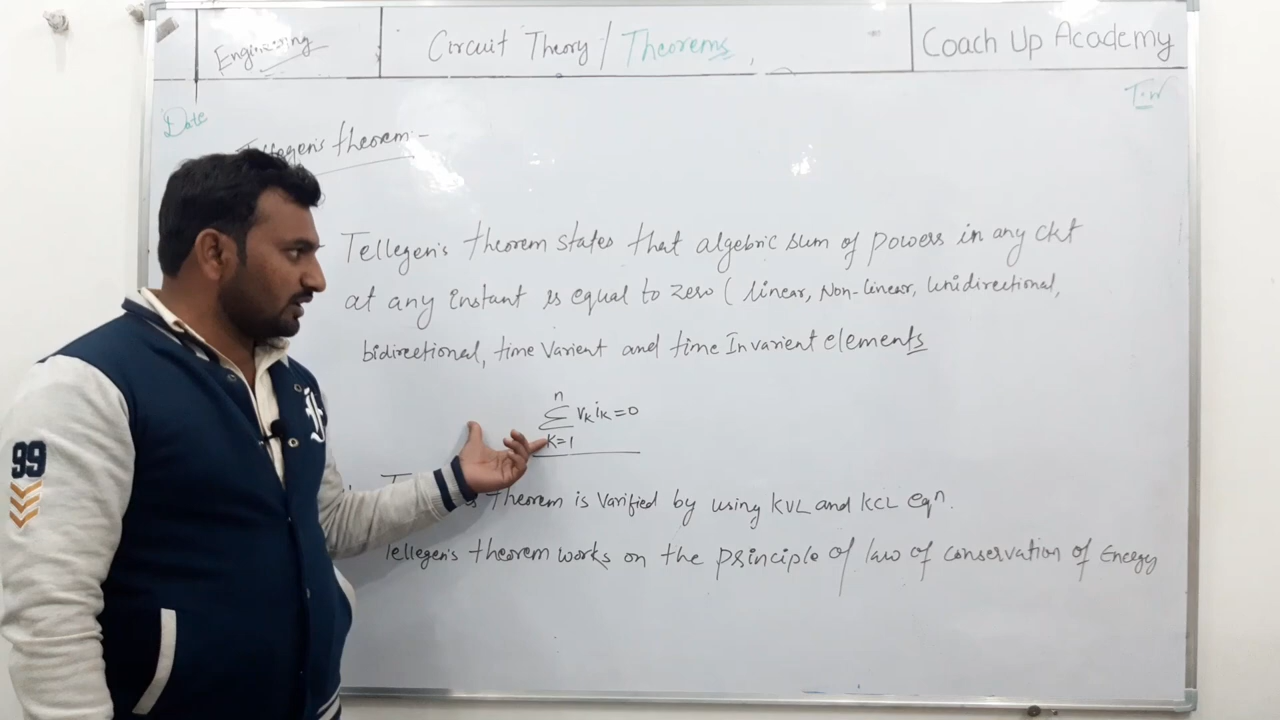 Engineering
Circuit Theory / Theorems
Coach Up Academy
T.W
Date
Tellegen's theorem:-
Tellegen's theorem states that algebric sum of powers in any ckt
at any instant is equal to zero ( linear, Non-linear, Unidirectional,
bidirectional, time Varient and time Invarient elements
n
Σ VK iK = 0
K=1
Theorem is Varified by using KVL and KCL eqn.
Tellegen's theorem works on the principle of law of conservation of Energy
99